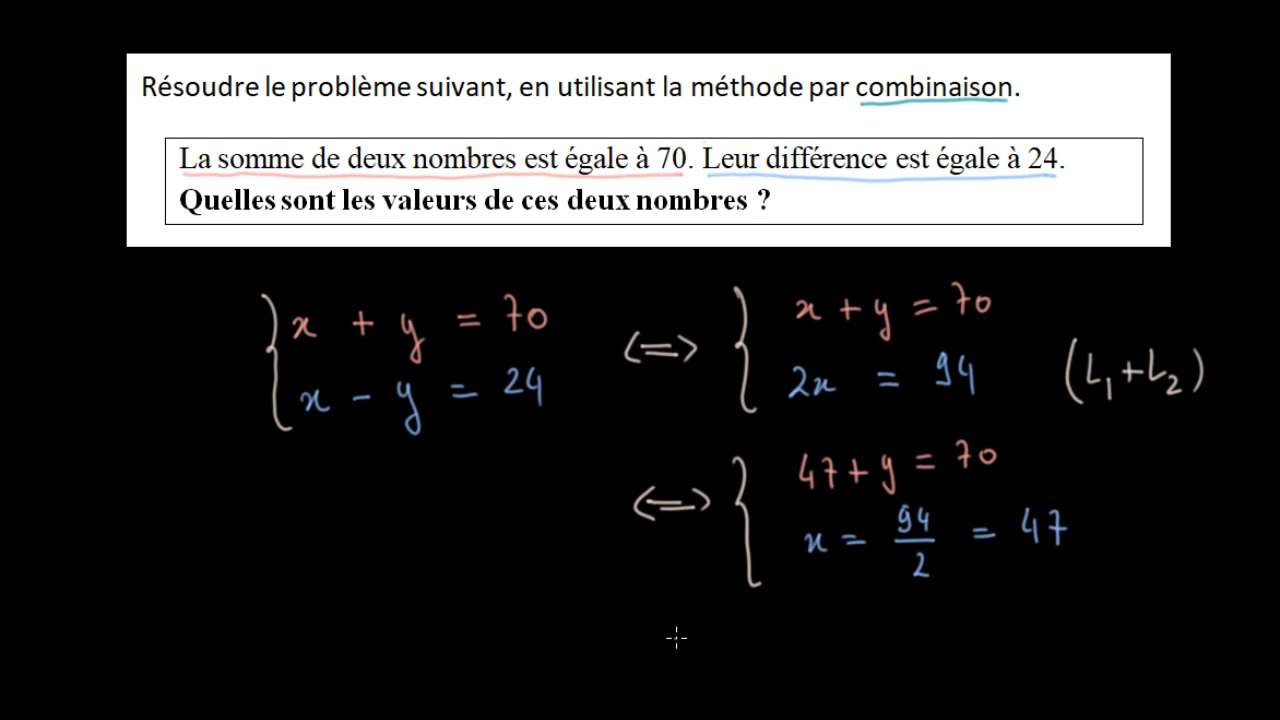 Résoudre le problème suivant, en utilisant la méthode par combinaison.
La somme de deux nombres est égale à 70. Leur différence est égale à 24.
Quelles sont les valeurs de ces deux nombres ?
{ x + y = 70 <=> { x + y = 70
x - y = 24 2x = 94 (L₁+L₂)
<=> { 47 + y = 70
x = 94/2 = 47